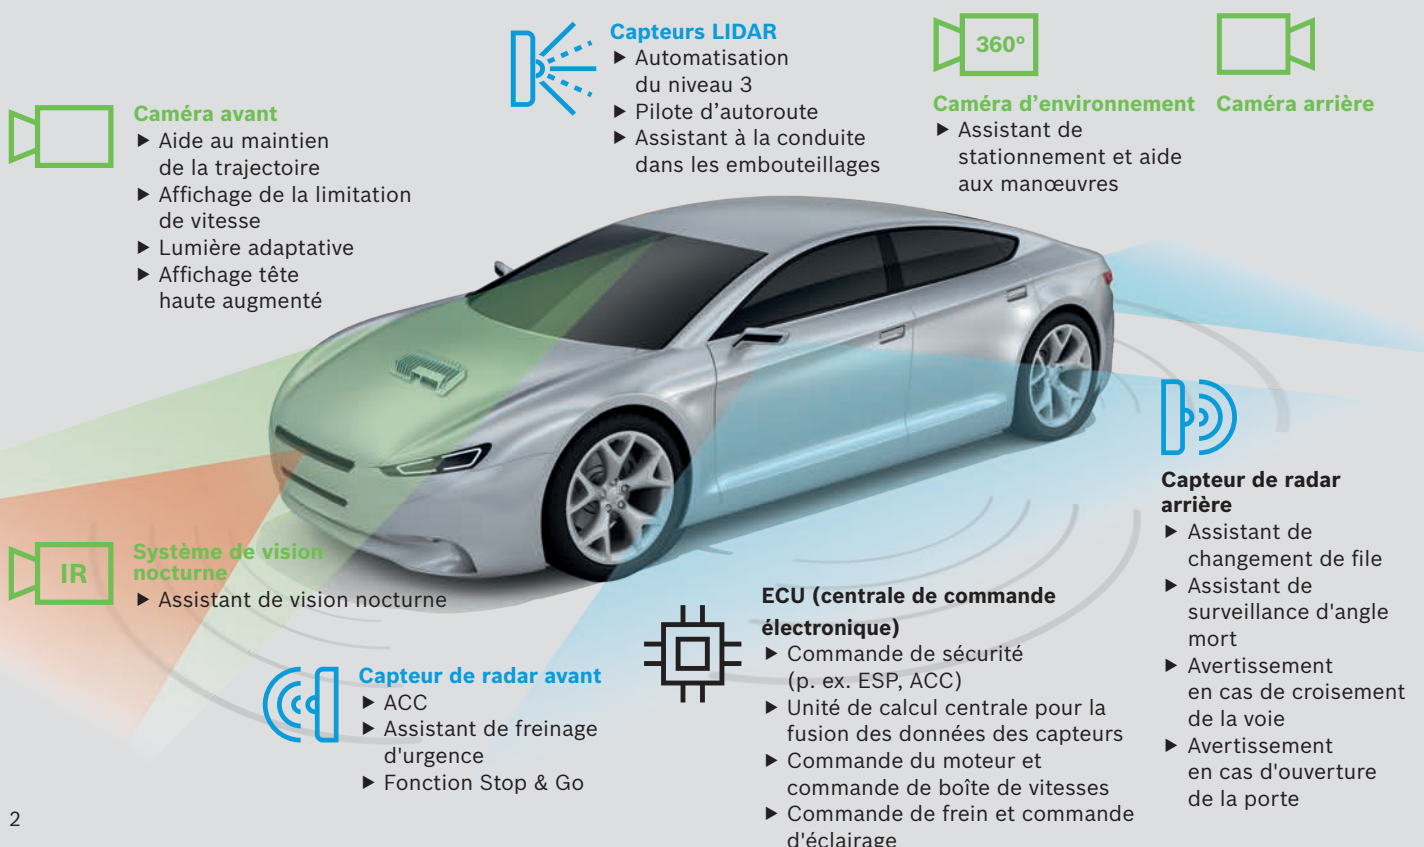 Capteurs LIDAR
▶ Automatisation
du niveau 3
▶ Pilote d'autoroute
▶ Assistant à la conduite
dans les embouteillages
360°
Caméra d’environnement
▶ Assistant de
stationnement et aide
aux manœuvres
Caméra arrière
Caméra avant
▶ Aide au maintien
de la trajectoire
▶ Affichage de la limitation
de vitesse
▶ Lumière adaptative
▶ Affichage tête
haute augmenté
IR
Système de vision
nocturne
▶ Assistant de vision nocturne
Capteur de radar avant
▶ ACC
▶ Assistant de freinage
d'urgence
▶ Fonction Stop & Go
ECU (centrale de commande
électronique)
▶ Commande de sécurité
(p. ex. ESP, ACC)
▶ Unité de calcul centrale pour la
fusion des données des capteurs
▶ Commande du moteur et
commande de boîte de vitesses
▶ Commande de frein et commande
d'éclairage
Capteur de radar
arrière
▶ Assistant de
changement de file
▶ Assistant de
surveillance d'angle
mort
▶ Avertissement
en cas de croisement
de la voie
▶ Avertissement
en cas d'ouverture
de la porte
2